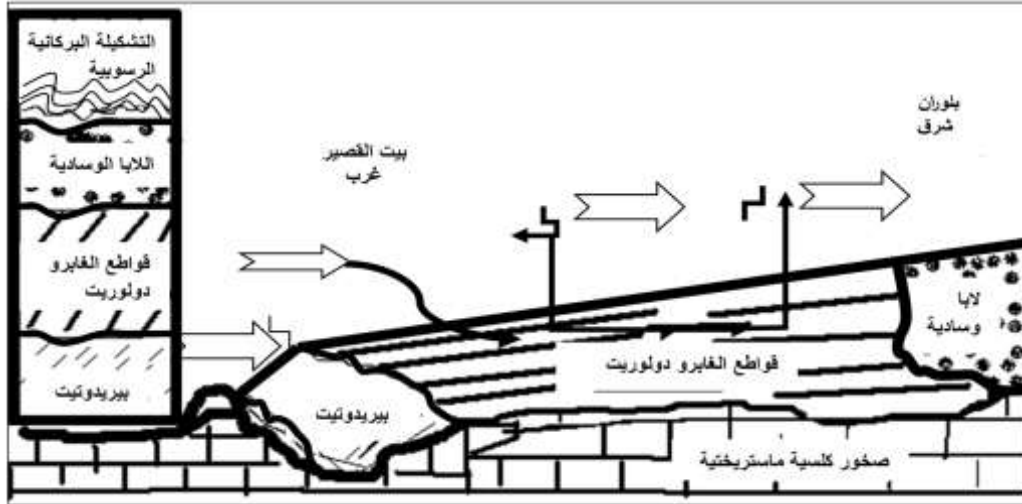 التشكيلة البركانية
الرسوبية
اللابا الوسادية
قواطع الغابرو
دولوريت
بيريدوتيت
بيت القصير
غرب
بلوران
شرق
لابا
وسادية
قواطع الغابرو دولوريت
بيريدوتيت
صخور كلسية ماستريختية